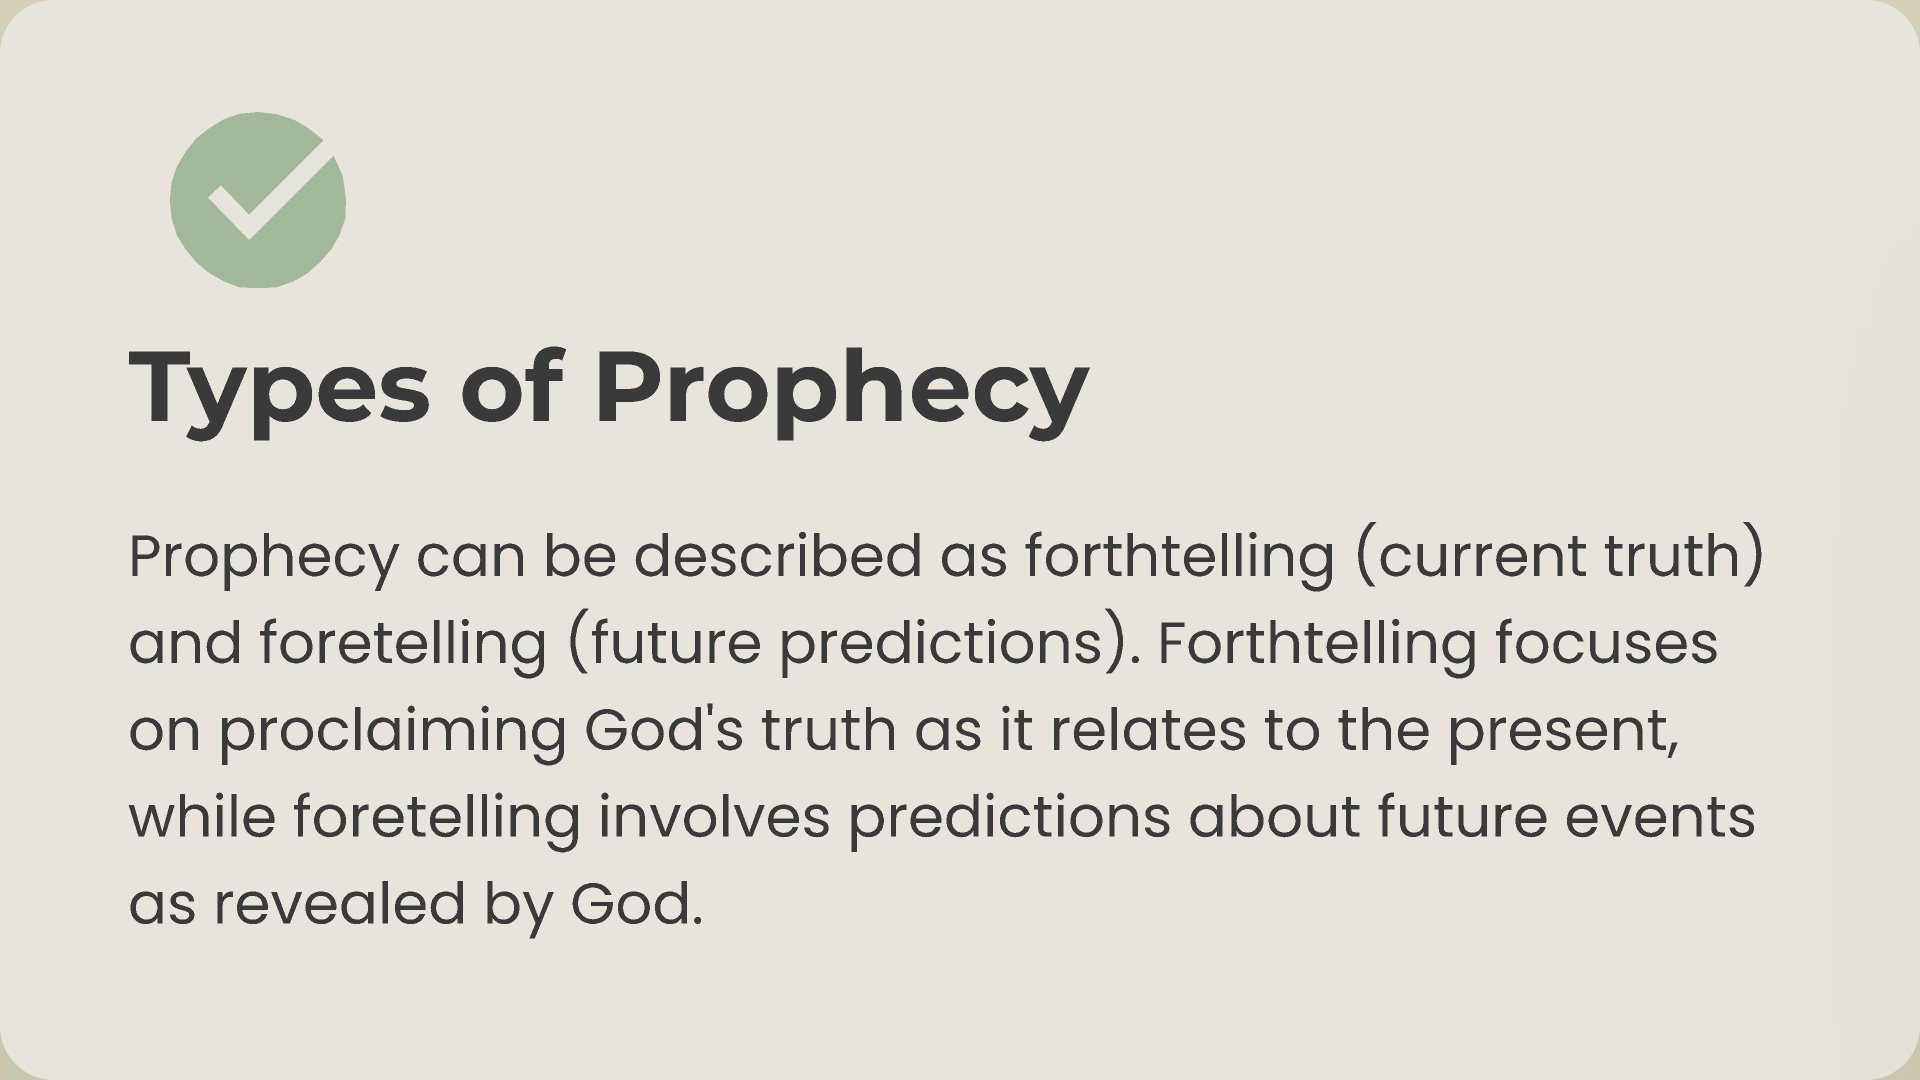 Types of Prophecy
Prophecy can be described as forthtelling (current truth)
and foretelling (future predictions). Forthtelling focuses
on proclaiming God's truth as it relates to the present,
while foretelling involves predictions about future events
as revealed by God.